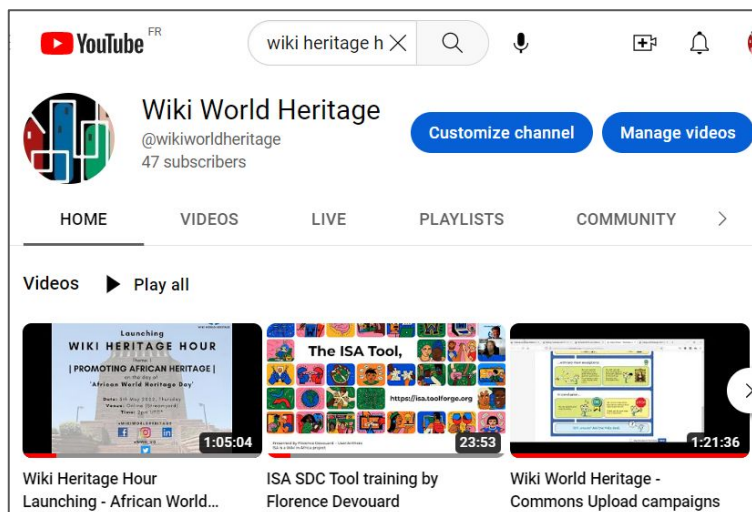 YouTube FR
wiki heritage h
Wiki World Heritage
@wikiworldheritage
47 subscribers
Customize channel
Manage videos
HOME VIDEOS LIVE PLAYLISTS COMMUNITY
Videos Play all
Launching
WIKI HERITAGE HOUR
| PROMOTING AFRICAN HERITAGE |
on the day of
'African World Heritage Day'
Venue: Online (Streamyard)
1:05:04
The ISA Tool,
https://isa.toolforge.org
23:53
1:21:36
Wiki Heritage Hour
Launching - African World...
ISA SDC Tool training by
Florence Devouard
Wiki World Heritage -
Commons Upload campaigns